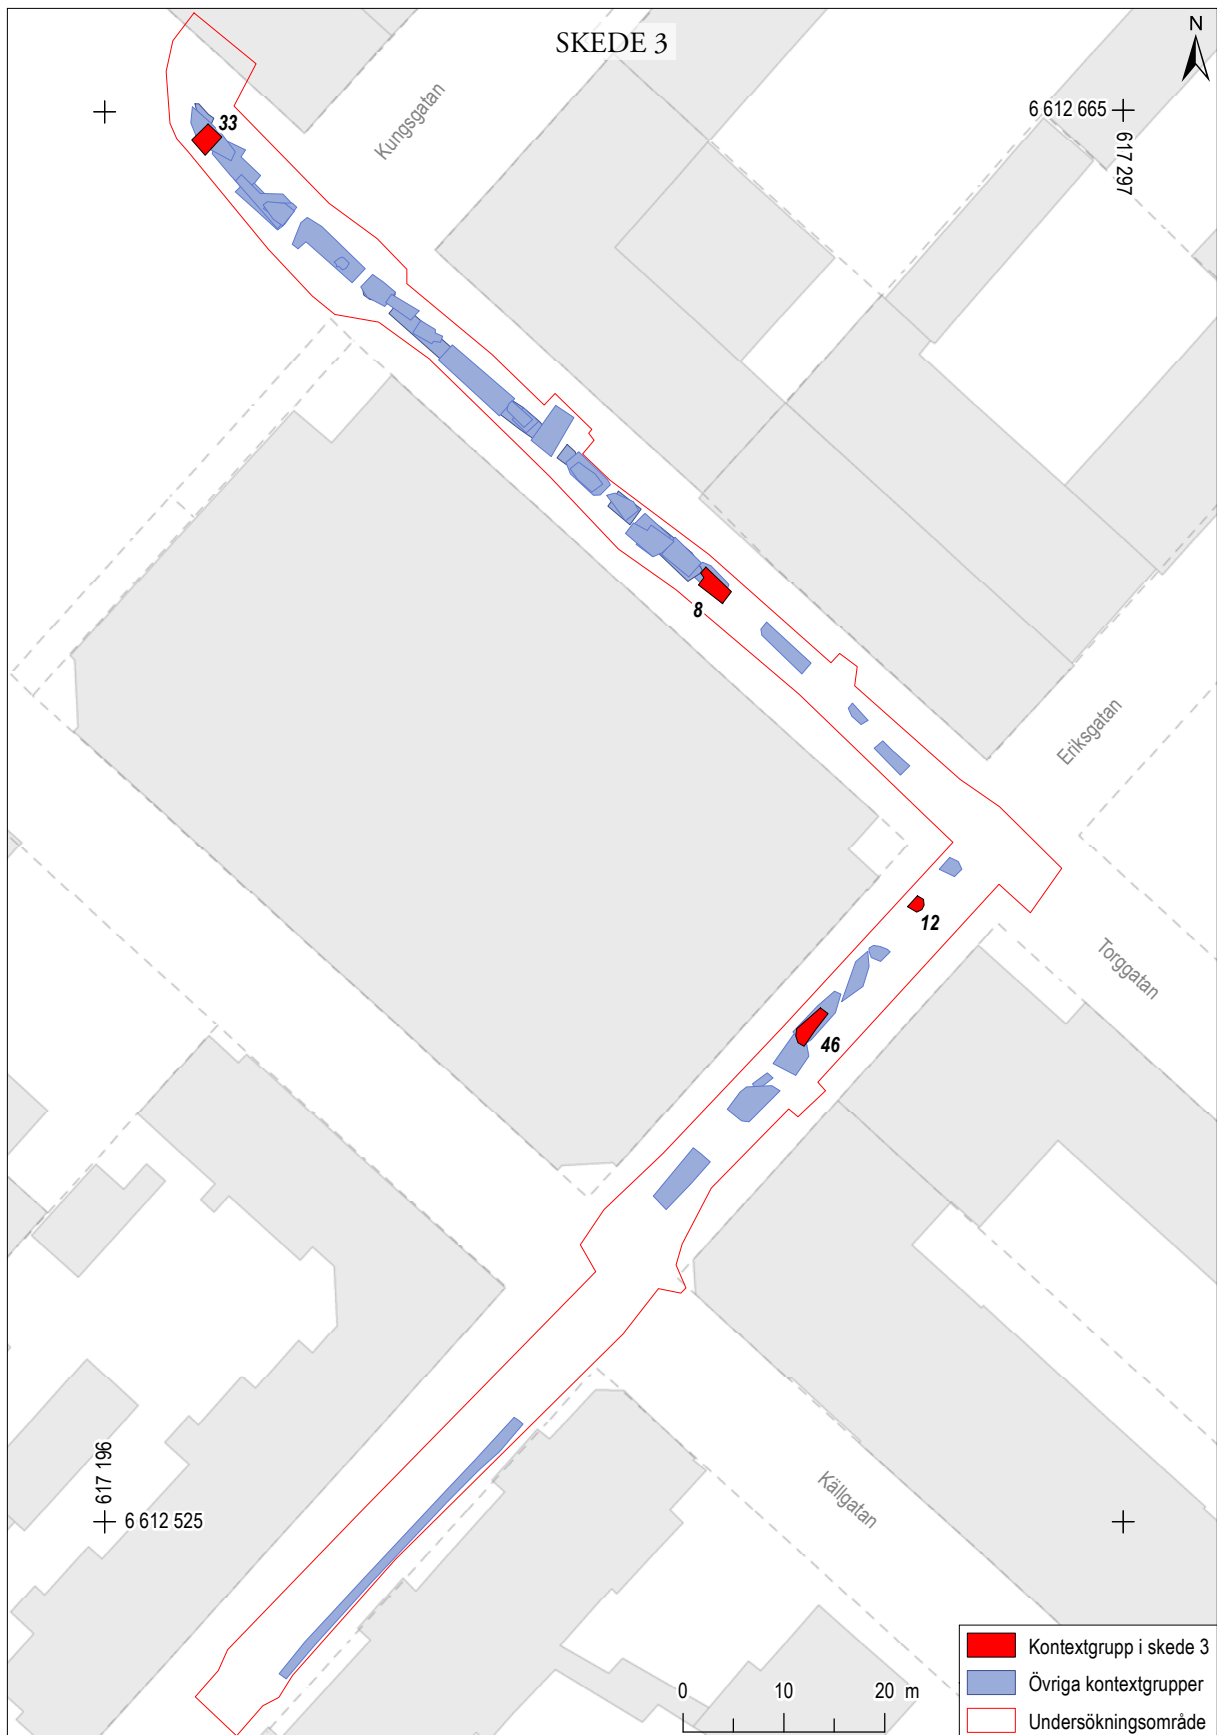 SKEDE 3
N
Kungsgatan
6 612 665
617 297
33
8
Eriksgatan
12
Torggatan
46
Källgatan
617 196
6 612 525
Kontextgrupp i skede 3
Övriga kontextgrupper
Undersökningsområde
0 10 20 m